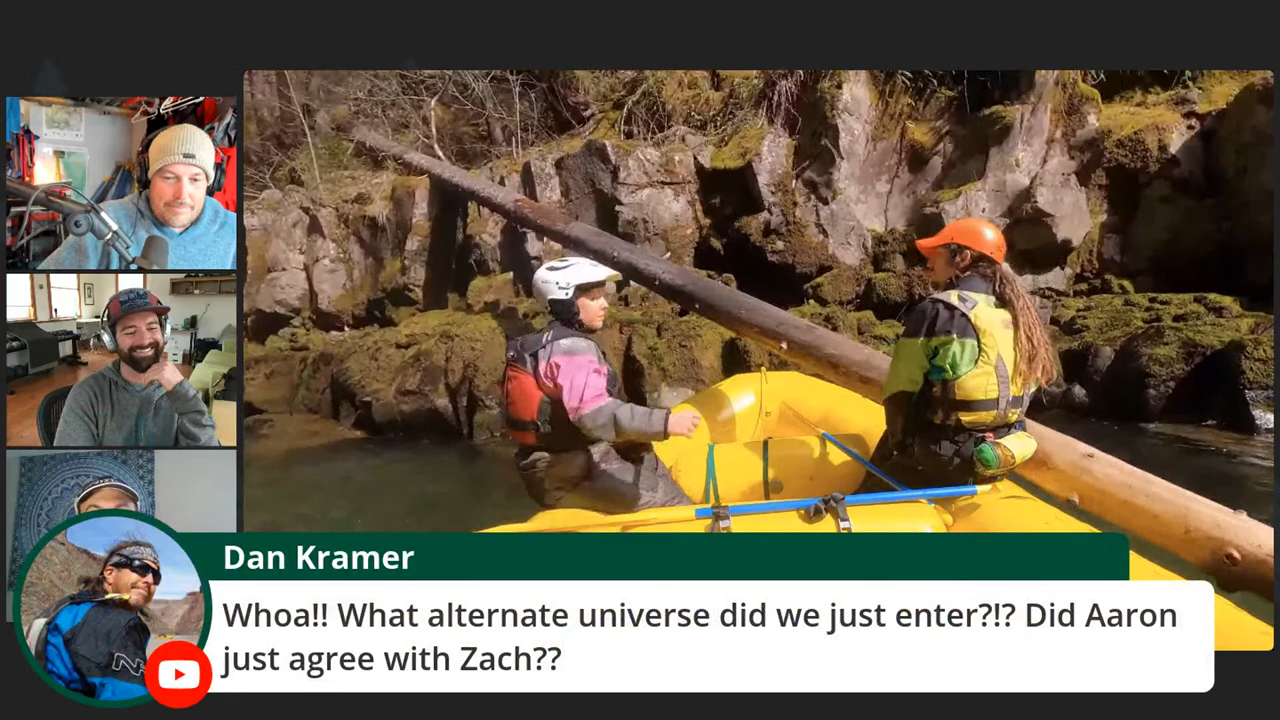 Dan Kramer
Whoa!! What alternate universe did we just enter?!? Did Aaron
just agree with Zach??